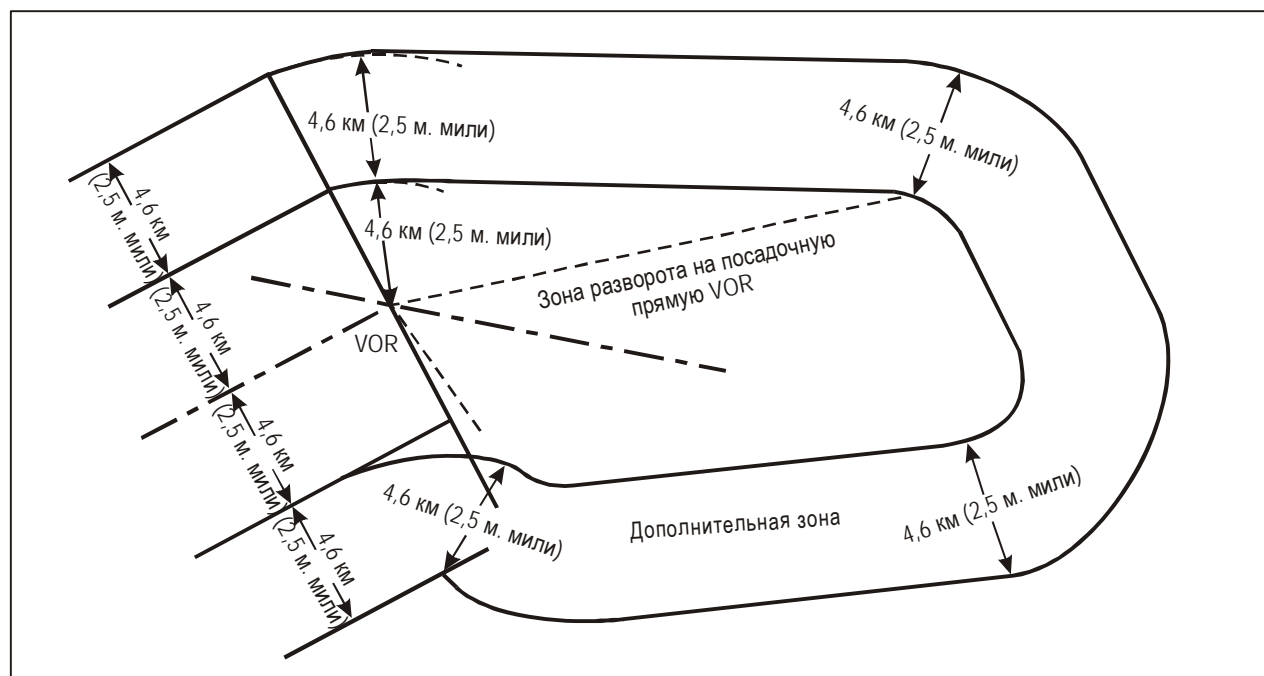 4,6 км (2,5 м. мили)
4,6 км (2,5 м. мили)
4,6 км
(2,5 м. мили)
4,6 км (2,5 м. мили)
Зона разворота на посадочную
прямую VOR
4,6 км
(2,5 м. мили)
VOR
4,6 км
(2,5 м. мили)
4,6 км (2,5 м. мили)
Дополнительная зона
4,6 км (2,5 м. мили)
4,6 км
(2,5 м. мили)